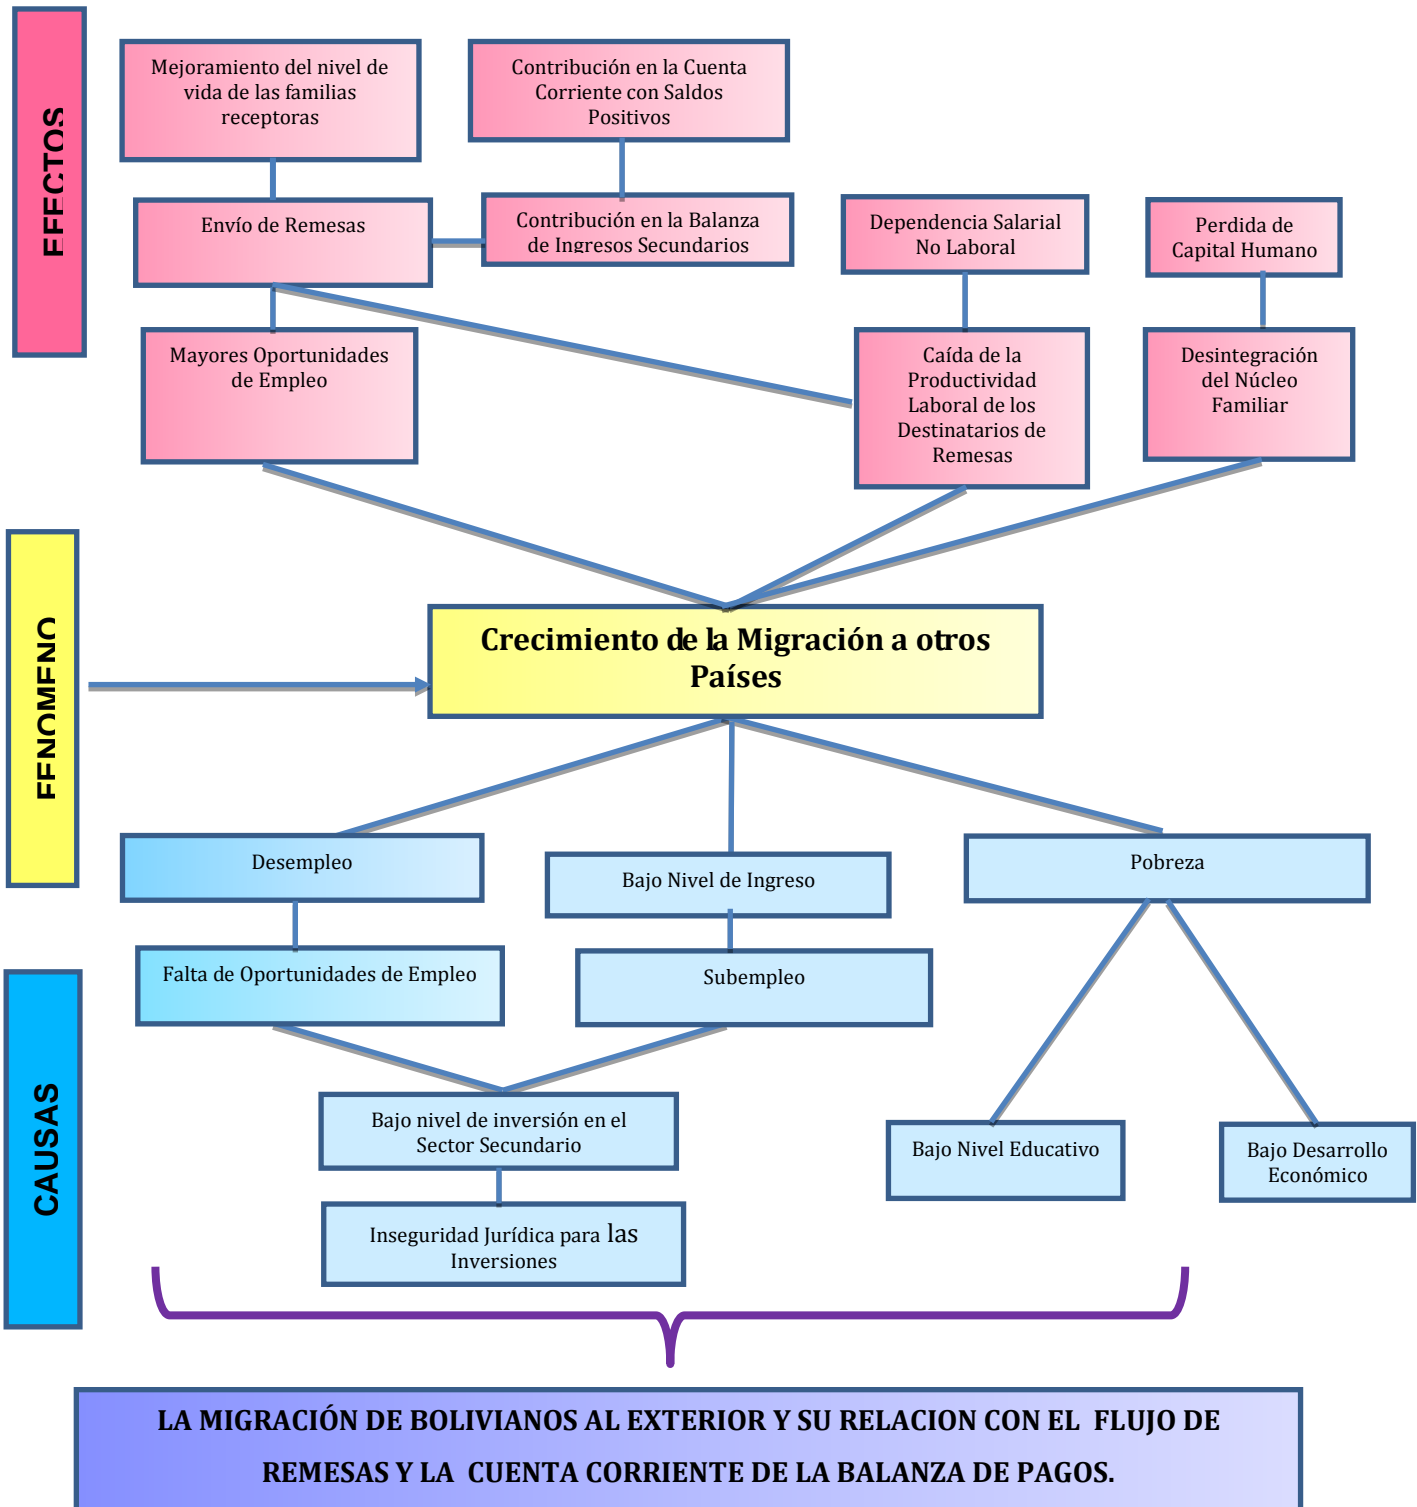 EFECTOS
Mejoramiento del nivel de
vida de las familias
receptoras
Contribución en la Cuenta
Corriente con Saldos
Positivos
Envío de Remesas
Contribución en la Balanza
de Ingresos Secundarios
Dependencia Salarial
No Laboral
Perdida de
Capital Humano
Mayores Oportunidades
de Empleo
Caída de la
Productividad
Laboral de los
Destinatarios de
Remesas
Desintegración
del Núcleo
Familiar
FENOMENO
Crecimiento de la Migración a otros
Países
Desempleo
Bajo Nivel de Ingreso
Pobreza
CAUSAS
Falta de Oportunidades de Empleo
Subempleo
Bajo nivel de inversión en el
Sector Secundario
Bajo Nivel Educativo
Bajo Desarrollo
Económico
Inseguridad Jurídica para las
Inversiones
LA MIGRACIÓN DE BOLIVIANOS AL EXTERIOR Y SU RELACION CON EL FLUJO DE
REMESAS Y LA CUENTA CORRIENTE DE LA BALANZA DE PAGOS.